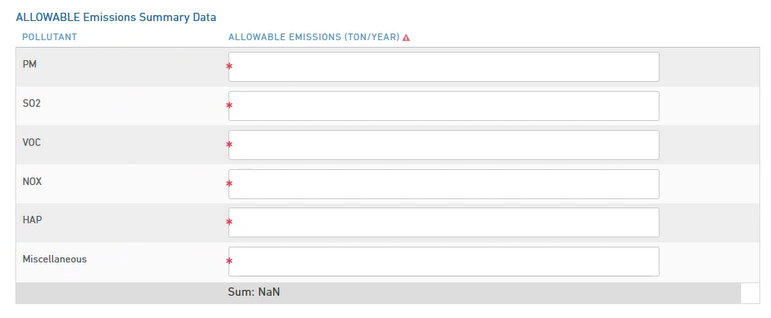 ALLOWABLE Emissions Summary Data
POLLUTANT ALLOWABLE EMISSIONS (TON/YEAR)
PM *
SO2 *
VOC *
NOX *
HAP *
Miscellaneous *
Sum: NaN